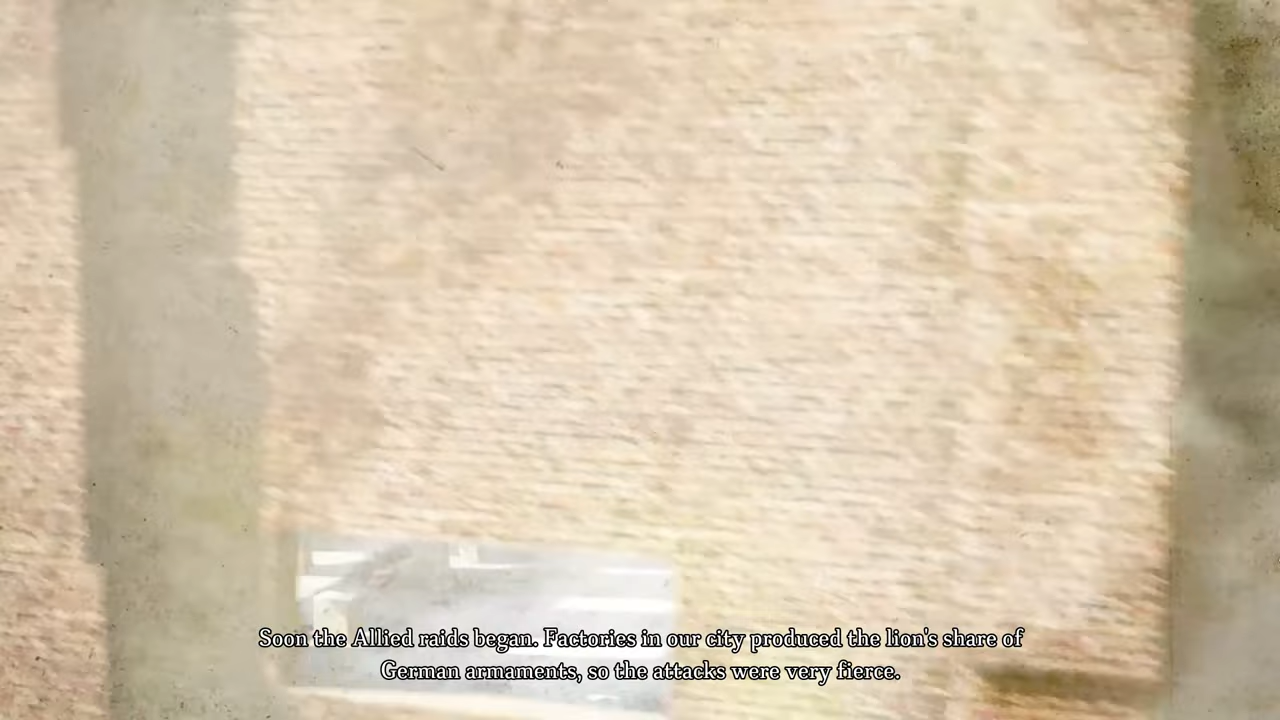 Soon the Allied raids began. Factories in our city produced the lion's share of
German armaments, so the attacks were very fierce.